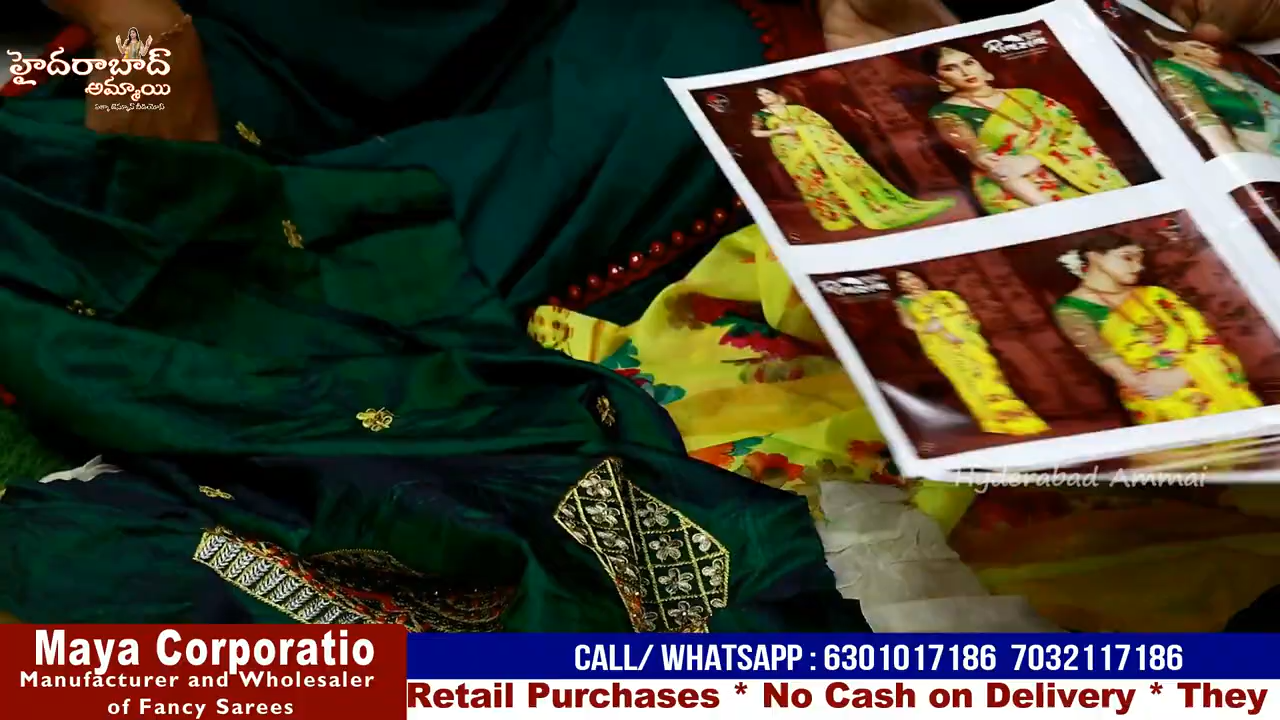 హైదరాబాద్
అమ్మాయి
Hyderabad Ammai
Maya Corporatio
Manufacturer and Wholesaler
of Fancy Sarees
CALL/ WHATSAPP : 6301017186 7032117186
Retail Purchases * No Cash on Delivery * They